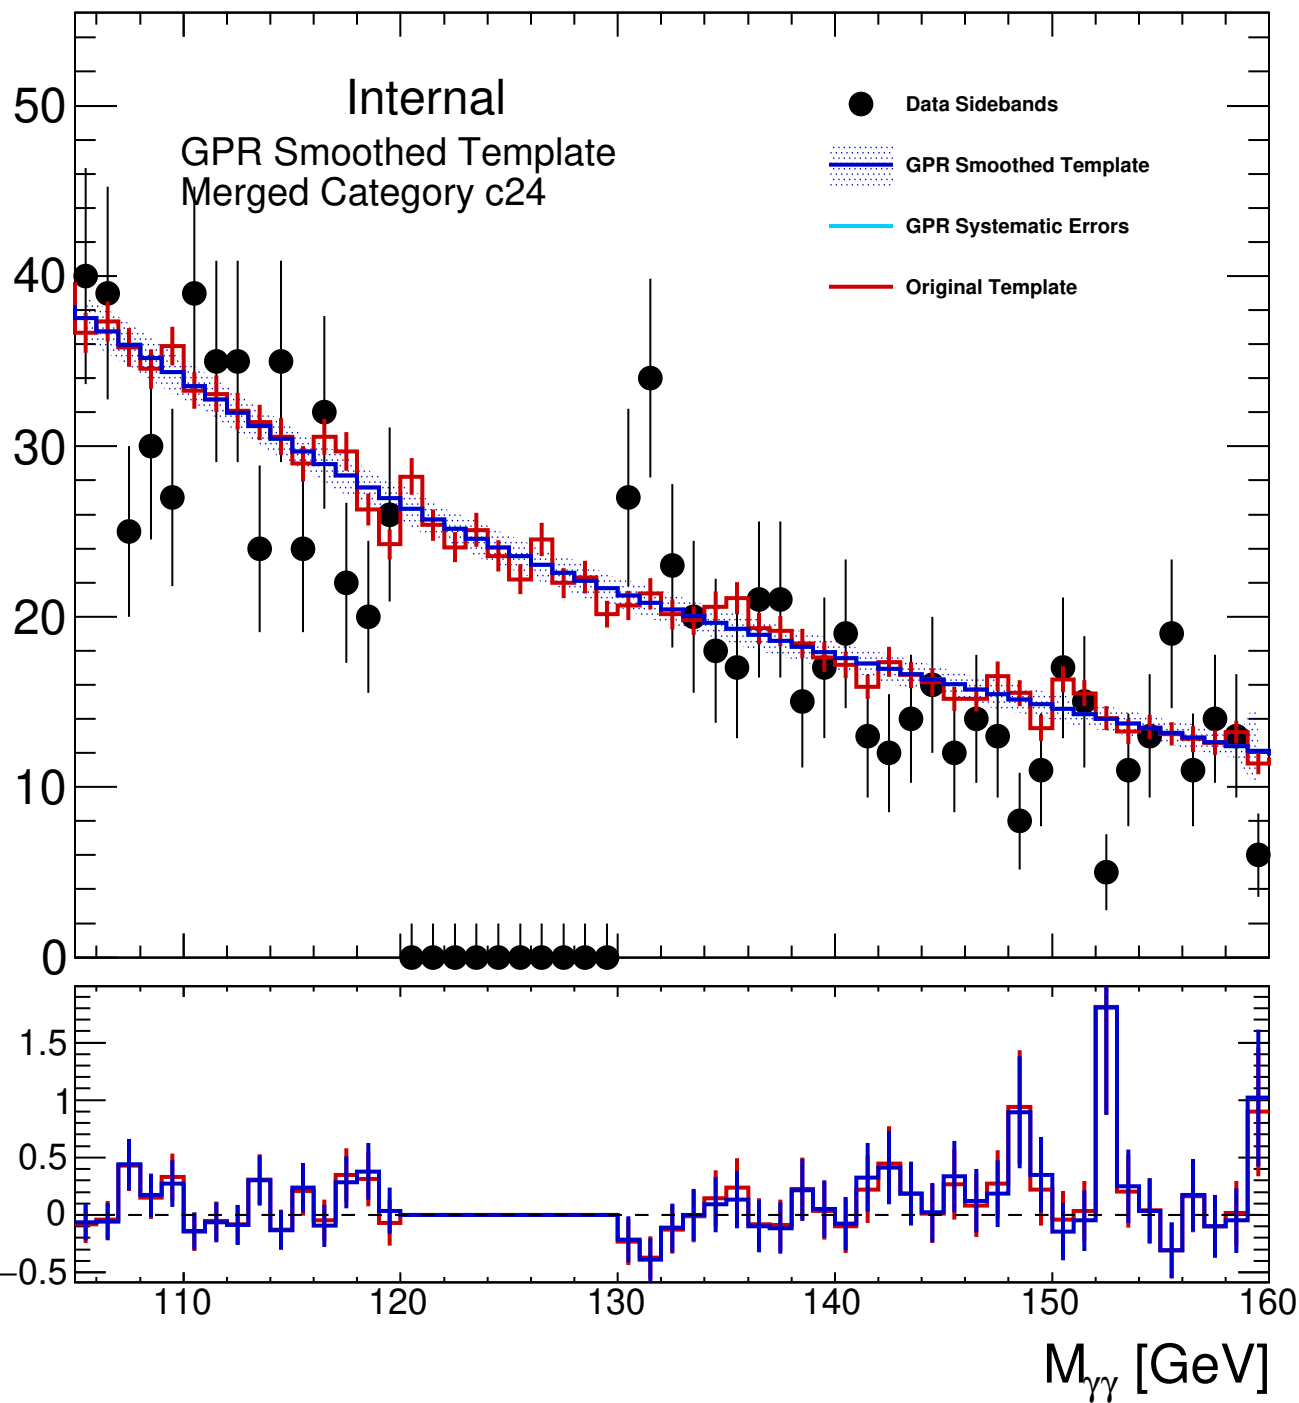 Internal
GPR Smoothed Template
Merged Category c24
Data Sidebands
GPR Smoothed Template
GPR Systematic Errors
Original Template
50
40
30
20
10
0
1.5
1
0.5
0
−0.5
110 120 130 140 150 160
Mγγ [GeV]